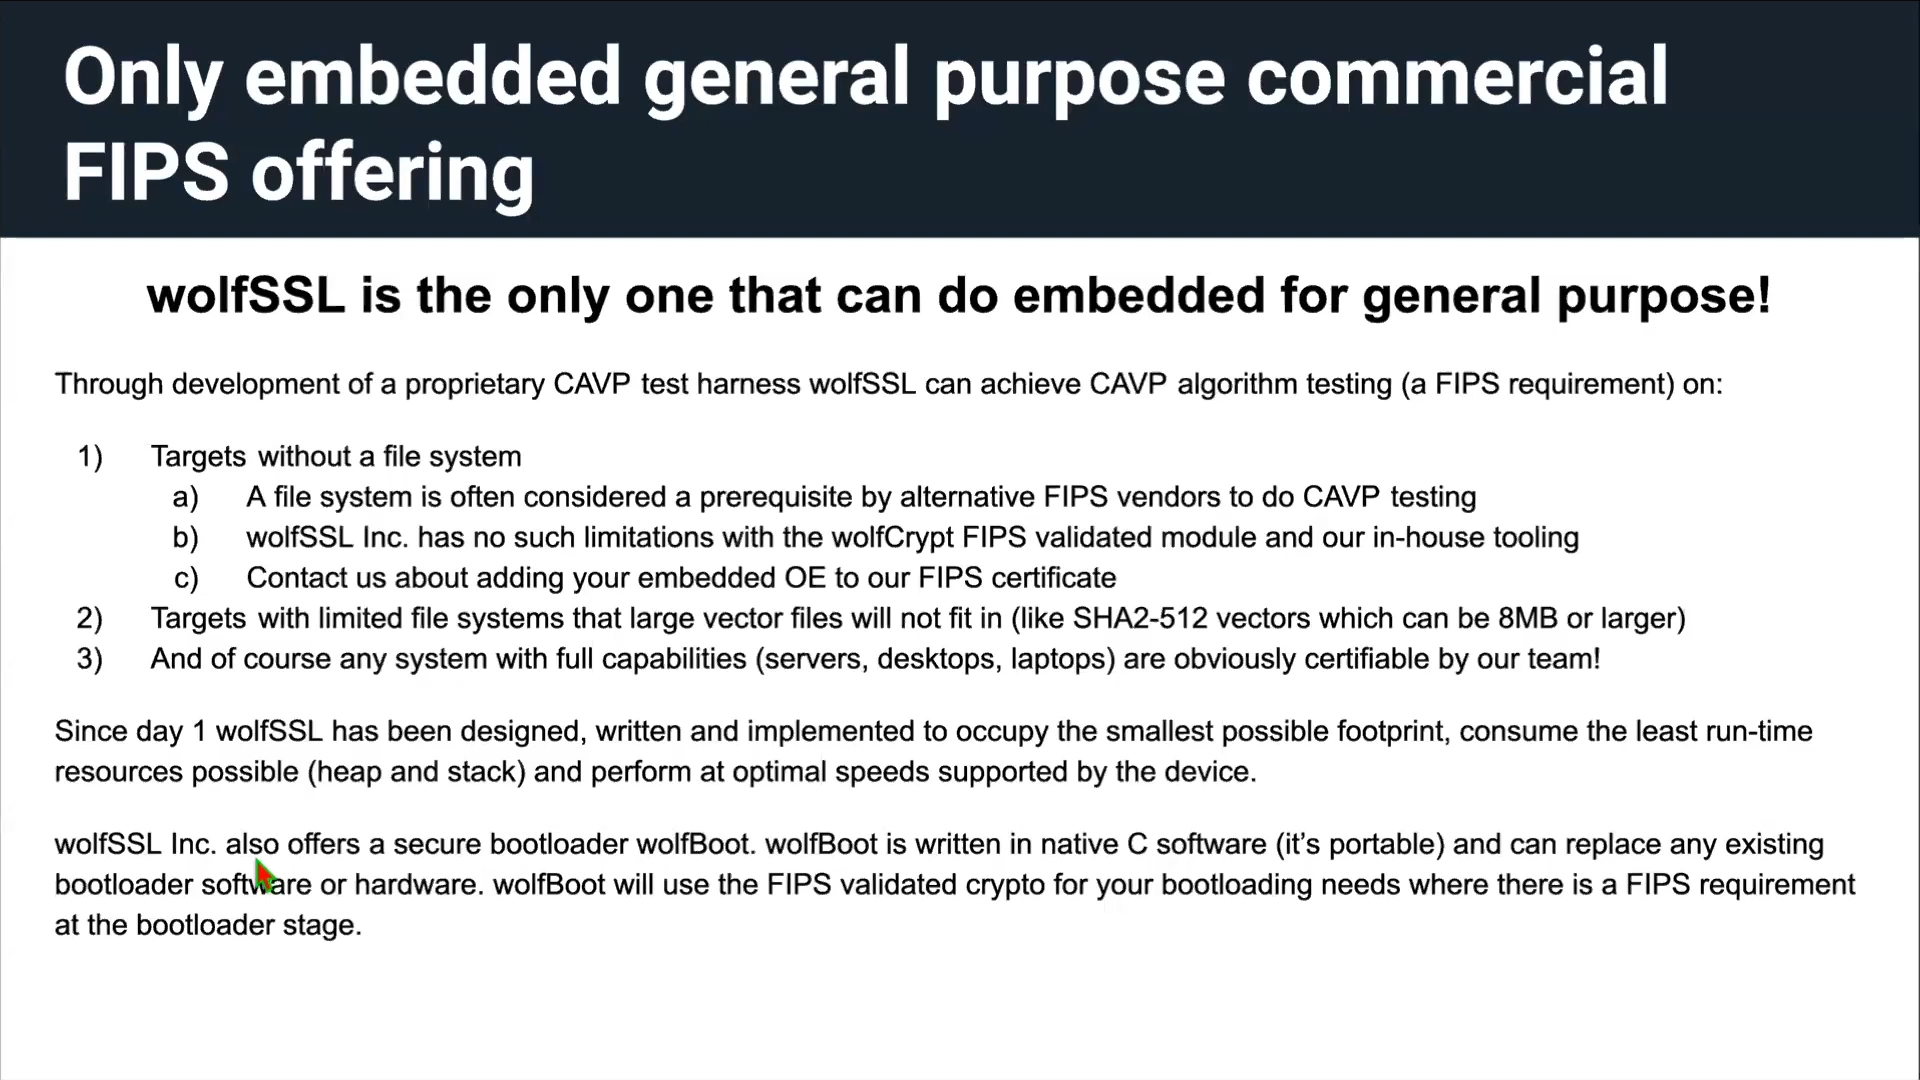 Only embedded general purpose commercial
FIPS offering
wolfSSL is the only one that can do embedded for general purpose!
Through development of a proprietary CAVP test harness wolfSSL can achieve CAVP algorithm testing (a FIPS requirement) on:
1) Targets without a file system
a) A file system is often considered a prerequisite by alternative FIPS vendors to do CAVP testing
b) wolfSSL Inc. has no such limitations with the wolfCrypt FIPS validated module and our in-house tooling
c) Contact us about adding your embedded OE to our FIPS certificate
2) Targets with limited file systems that large vector files will not fit in (like SHA2-512 vectors which can be 8MB or larger)
3) And of course any system with full capabilities (servers, desktops, laptops) are obviously certifiable by our team!
Since day 1 wolfSSL has been designed, written and implemented to occupy the smallest possible footprint, consume the least run-time
resources possible (heap and stack) and perform at optimal speeds supported by the device.
wolfSSL Inc. also offers a secure bootloader wolfBoot. wolfBoot is written in native C software (it’s portable) and can replace any existing
bootloader software or hardware. wolfBoot will use the FIPS validated crypto for your bootloading needs where there is a FIPS requirement
at the bootloader stage.